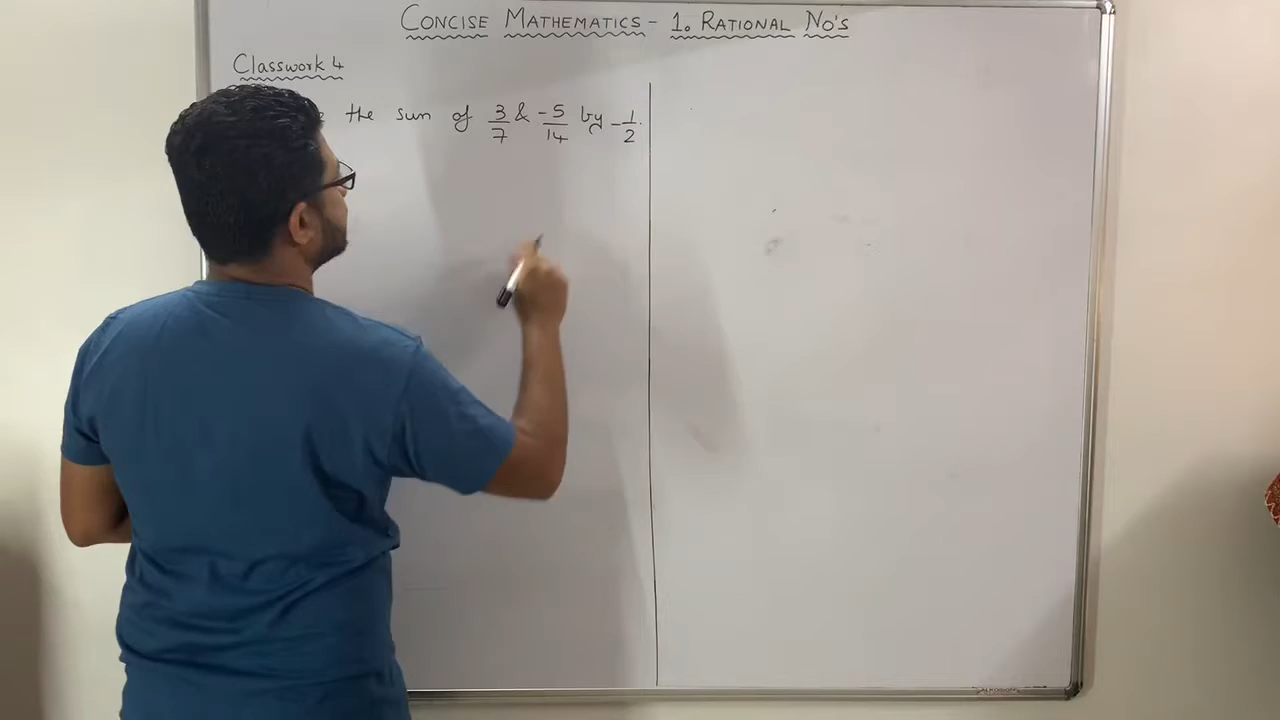 CONCISE MATHEMATICS - 1. RATIONAL NO'S
Classwork 4
the sum of 3/7 & -5/14 by -1/2.